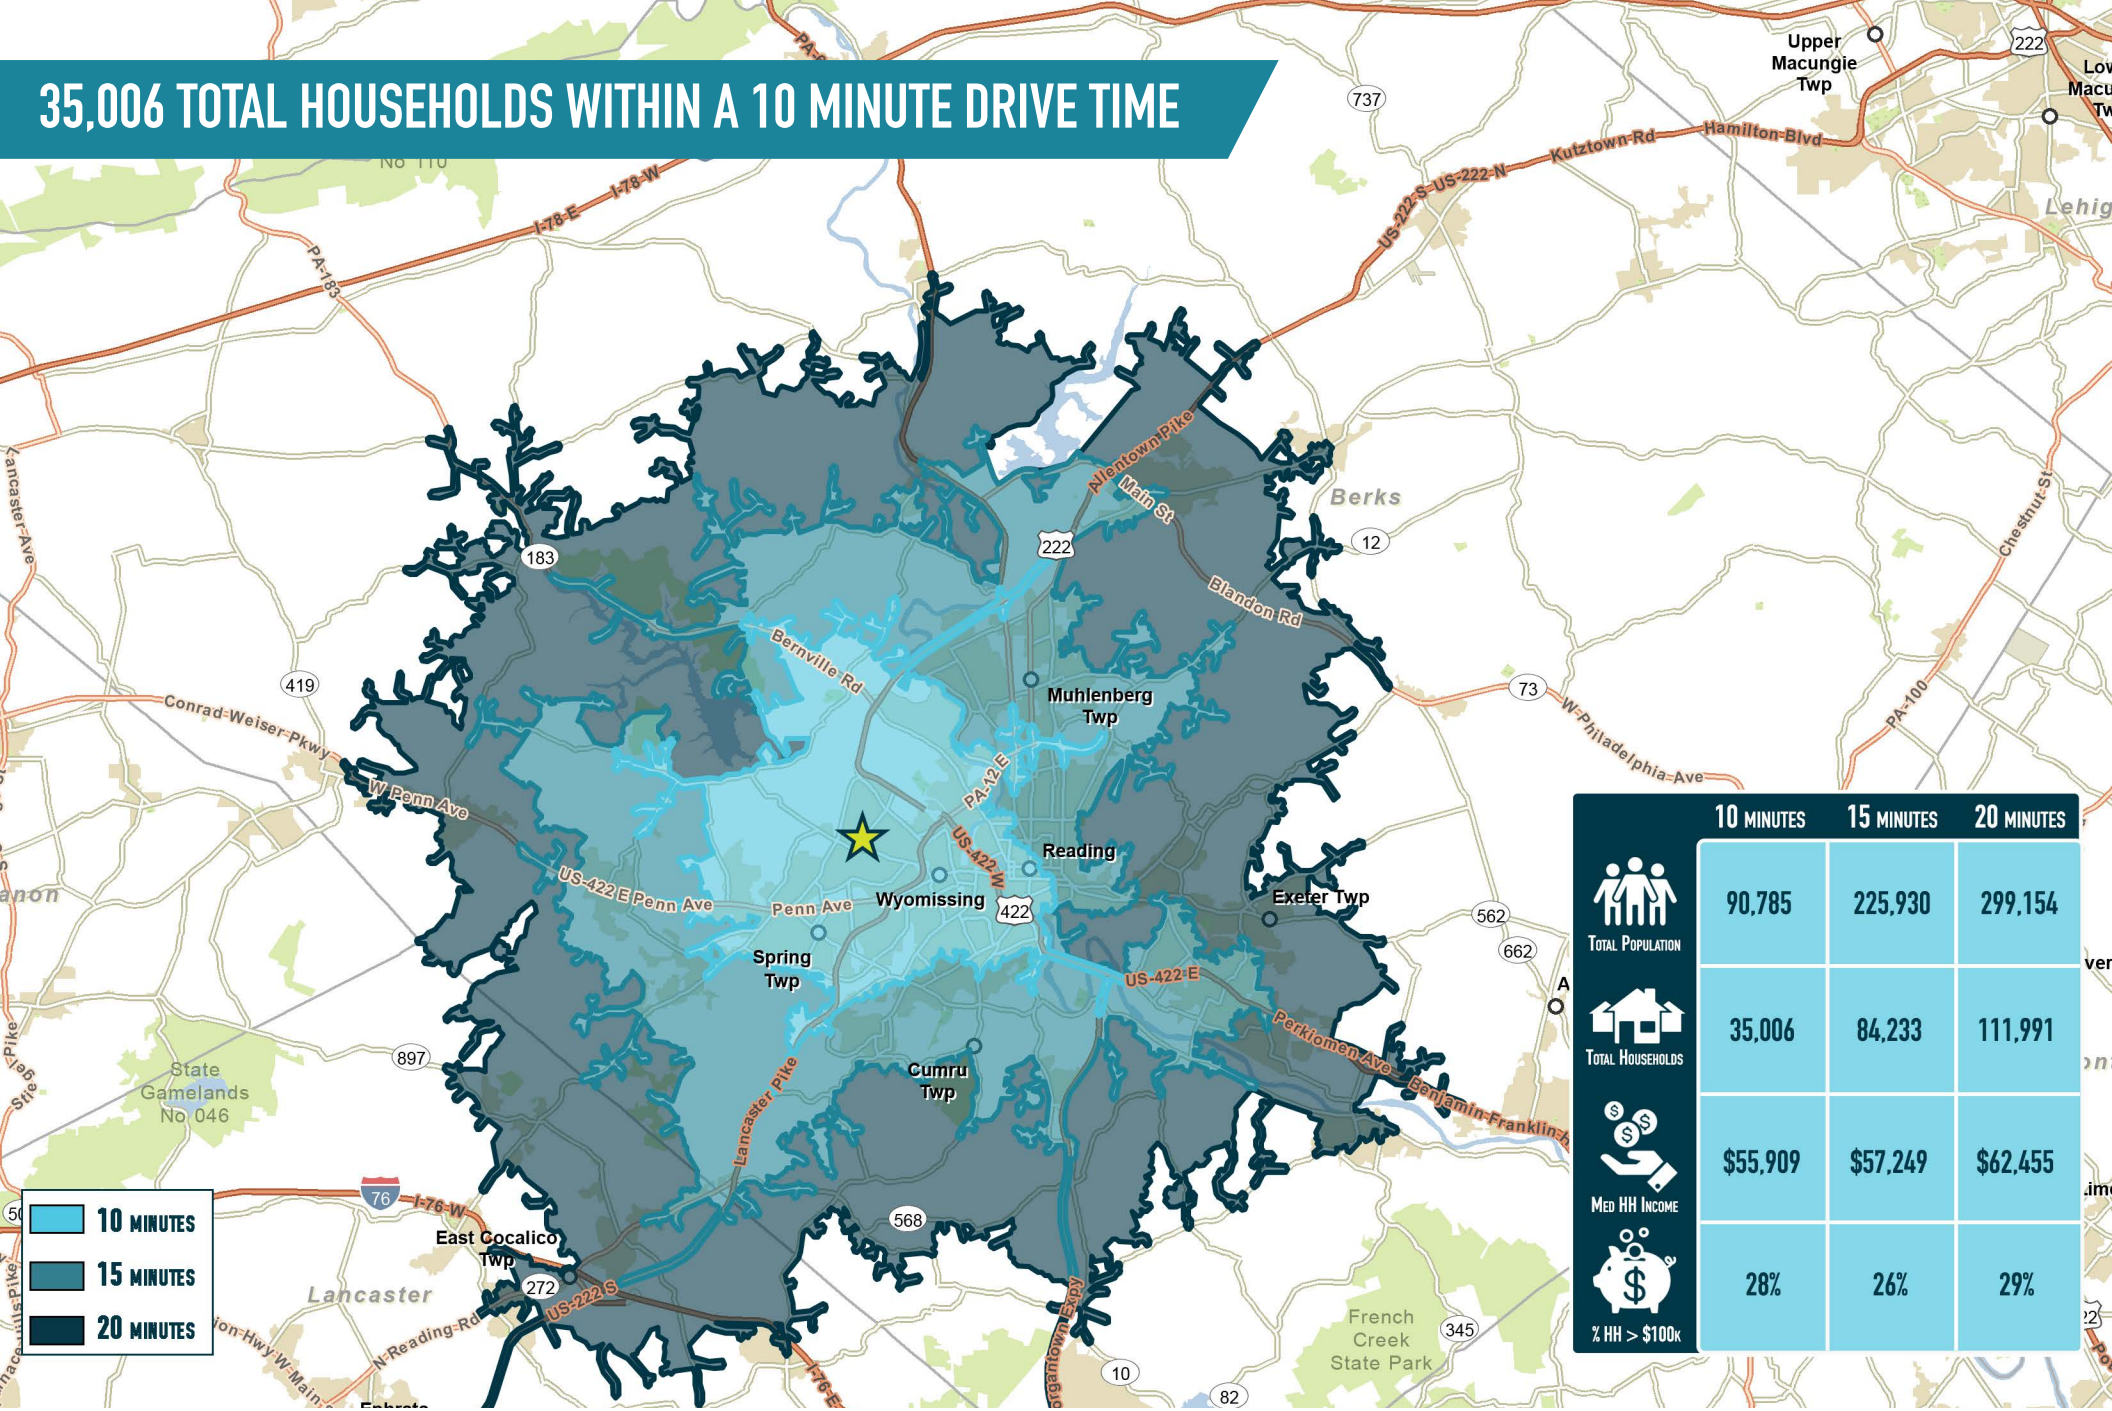 35,006 TOTAL HOUSEHOLDS WITHIN A 10 MINUTE DRIVE TIME
Upper
Macungie
Twp
222
737
Hamilton Blvd
Kutztown Rd
US-222 N
US-222 S
No 110
I-78 W
I-78 E
PA-183
183
Allentown Pike
Main St
222
Berks
12
Blandon Rd
Chestnut St
PA-100
419
Conrad Weiser Pkwy
W Penn Ave
Bernville Rd
Muhlenberg
Twp
73
W Philadelphia Ave
PA-12 E
US-422 W
Reading
Wyomissing
422
US-422 E Penn Ave
Penn Ave
Exeter Twp
562
662
Spring
Twp
US-422 E
Perkiomen Ave
Benjamin Franklin
897
State
Gamelands
No 046
Cumru
Twp
Lancaster Pike
76
I-76 W
568
East Cocalico
Twp
272
US-222 S
Lancaster
N Reading Rd
I-76 E
10
82
French
Creek
State Park
345
10 MINUTES
15 MINUTES
20 MINUTES
10 MINUTES 15 MINUTES 20 MINUTES
TOTAL POPULATION 90,785 225,930 299,154
TOTAL HOUSEHOLDS 35,006 84,233 111,991
MED HH INCOME $55,909 $57,249 $62,455
% HH > $100K 28% 26% 29%